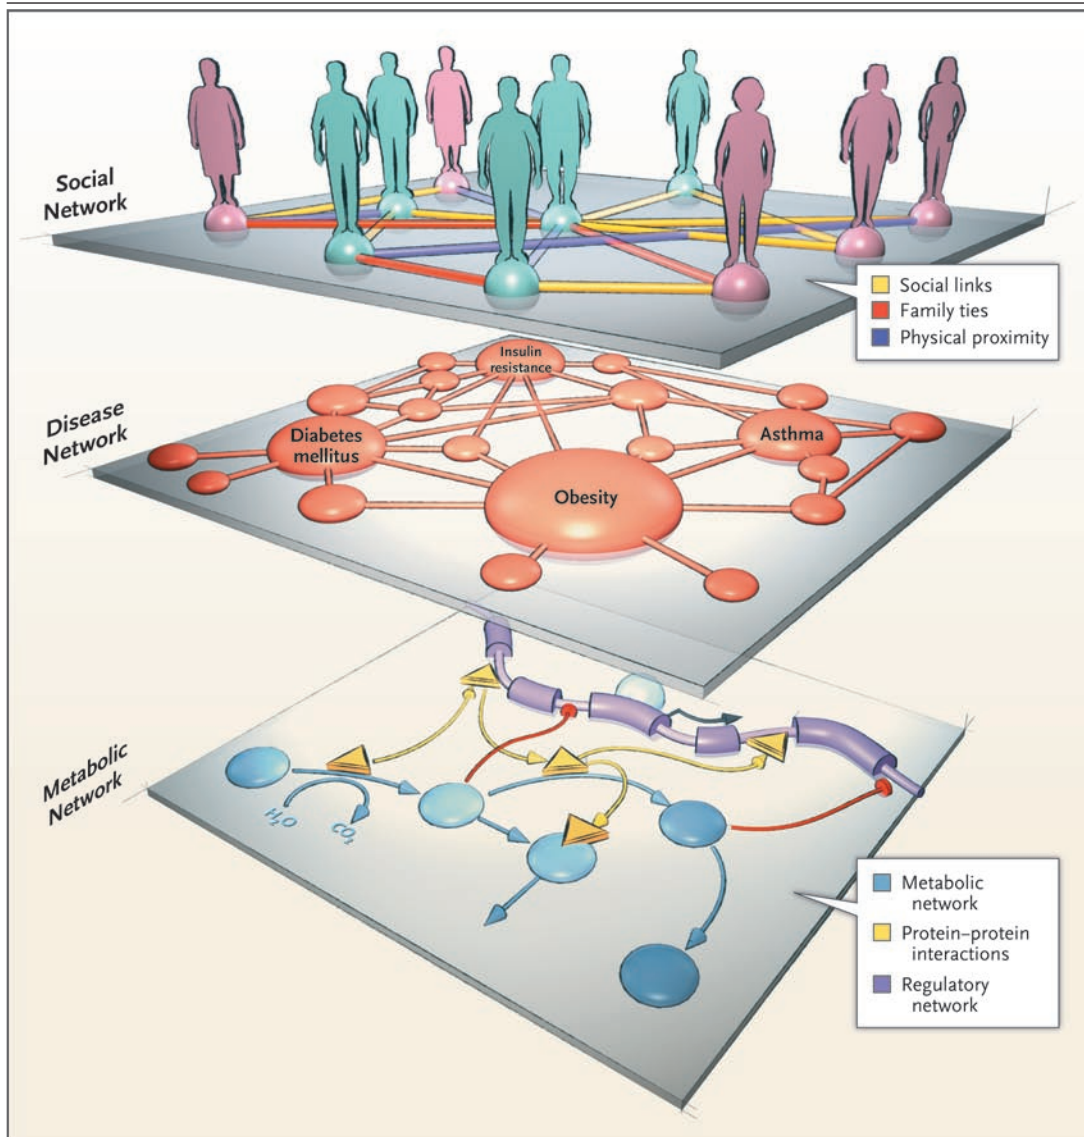 Social
Network
Social links
Family ties
Physical proximity
Disease
Network
Insulin
resistance
Diabetes
mellitus
Asthma
Obesity
Metabolic
Network
H₂O
CO₂
Metabolic
network
Protein–protein
interactions
Regulatory
network